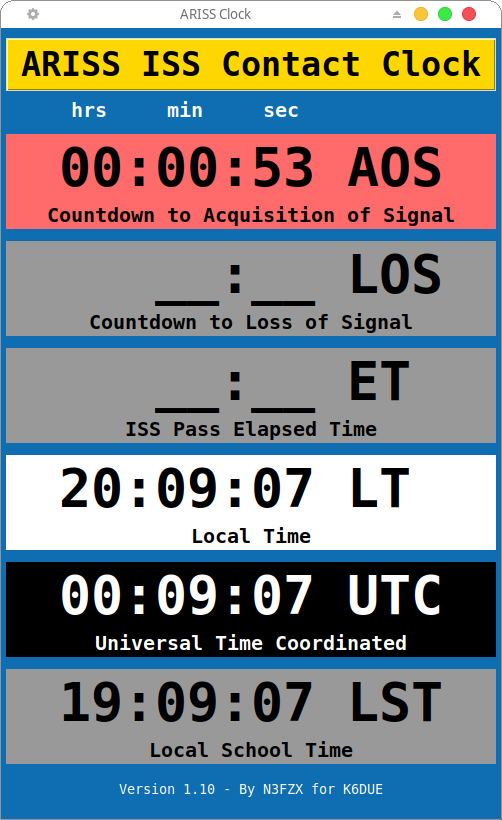 ARISS Clock
ARISS ISS Contact Clock
hrs min sec
00:00:53 AOS
Countdown to Acquisition of Signal
__:__ LOS
Countdown to Loss of Signal
__:__ ET
ISS Pass Elapsed Time
20:09:07 LT
Local Time
00:09:07 UTC
Universal Time Coordinated
19:09:07 LST
Local School Time
Version 1.10 - By N3FZX for K6DUE